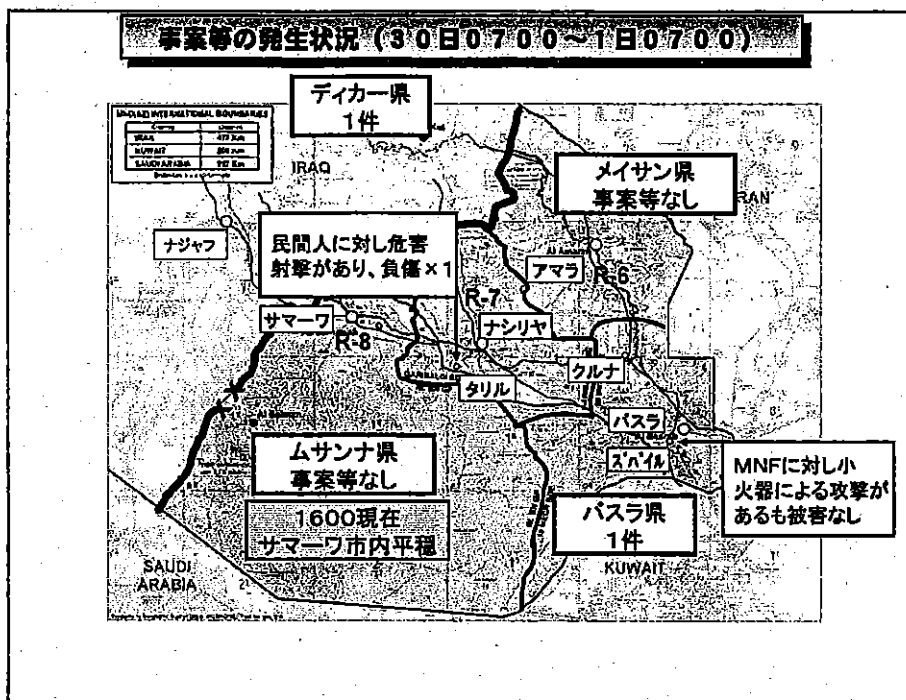 事案等の発生状況(30日0700~1日0700)
ディカー県
1件
IRAQ
メイサン県
事案等なし
RAN
ナジャフ
民間人に対し危害
射撃があり、負傷×1
アマラ
R-6
R-7
サマーワ
ナシリヤ
R-8
クルナ
タリル
バスラ
ズバイル
ムサンナ県
事案等なし
MNFに対し小
火器による攻撃が
あるも被害なし
1600現在
サマーワ市内平穏
バスラ県
1件
SAUDI
ARABIA
KUWAIT